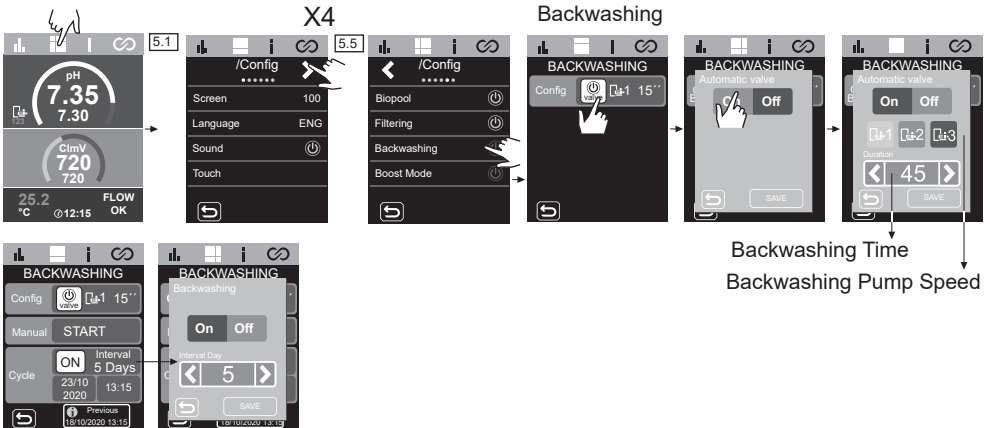 X4
Backwashing
5.1
5.5
pH
7.35
7.30
123
ClmV
720
720
25.2
°C
12:15
FLOW
OK
/Config
Screen 100
Language ENG
Sound
Touch
/Config
Biopool
Filtering
Backwashing
Boost Mode
BACKWASHING
Config valve 1 15´´
BACKWASHING
Automatic valve
On Off
SAVE
BACKWASHING
Automatic valve
On Off
1 2 3
Duration
45
SAVE
Backwashing Time
Backwashing Pump Speed
BACKWASHING
Config valve 1 15´´
Manual START
Cycle ON Interval
5 Days
23/10
2020
13:15
Previous
18/10/2020 13:15
BACKWASHING
Backwashing
On Off
Interval Day
5
SAVE
18/10/2020 13:15